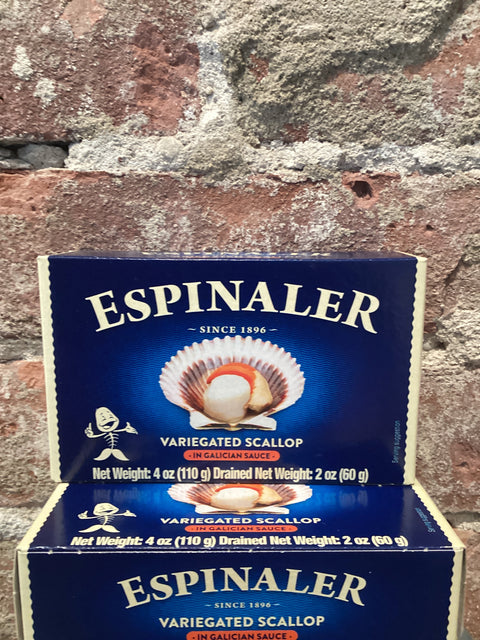 ESPINALER
~ SINCE 1896 ~
VARIEGATED SCALLOP
• IN GALICIAN SAUCE •
Serving suggestion
Net Weight: 4 oz (110 g) Drained Net Weight: 2 oz (60 g)
VARIEGATED SCALLOP
• IN GALICIAN SAUCE •
Net Weight: 4 oz (110 g) Drained Net Weight: 2 oz (60 g)
ESPINALER
~ SINCE 1896 ~
VARIEGATED SCALLOP
• IN GALICIAN SAUCE •